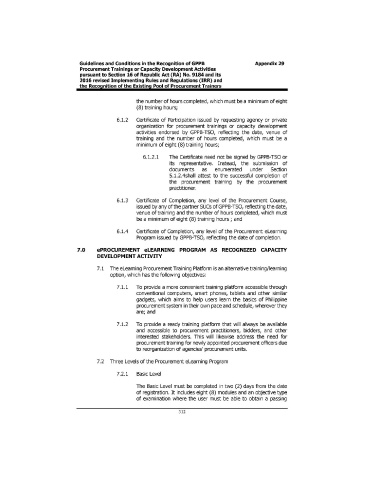 Guidelines and Conditions in the Recognition of GPPB Appendix 29
Procurement Trainings or Capacity Development Activities
pursuant to Section 16 of Republic Act (RA) No. 9184 and its
2016 revised Implementing Rules and Regulations (IRR) and
the Recognition of the Existing Pool of Procurement Trainers
the number of hours completed, which must be a minimum of eight
(8) training hours;
6.1.2 Certificate of Participation issued by requesting agency or private
organization for procurement trainings or capacity development
activities endorsed by GPPB-TSO, reflecting the date, venue of
training and the number of hours completed, which must be a
minimum of eight (8) training hours;
6.1.2.1 The Certificate need not be signed by GPPB-TSO or
its representative. Instead, the submission of
documents as enumerated under Section
5.1.2.4shall attest to the successful completion of
the procurement training by the procurement
practitioner.
6.1.3 Certificate of Completion, any level of the Procurement Course,
issued by any of the partner SUCs of GPPB-TSO, reflecting the date,
venue of training and the number of hours completed, which must
be a minimum of eight (8) training hours ; and
6.1.4 Certificate of Completion, any level of the Procurement eLearning
Program issued by GPPB-TSO, reflecting the date of completion.
7.0 ePROCUREMENT eLEARNING PROGRAM AS RECOGNIZED CAPACITY
DEVELOPMENT ACTIVITY
7.1 The eLearning Procurement Training Platform is an alternative training/learning
option, which has the following objectives:
7.1.1 To provide a more convenient training platform accessible through
conventional computers, smart phones, tablets and other similar
gadgets, which aims to help users learn the basics of Philippine
procurement system in their own pace and schedule, wherever they
are; and
7.1.2 To provide a ready training platform that will always be available
and accessible to procurement practitioners, bidders, and other
interested stakeholders. This will likewise address the need for
procurement training for newly appointed procurement officers due
to reorganization of agencies' procurement units.
7.2 Three Levels of the Procurement eLearning Program
7.2.1 Basic Level
The Basic Level must be completed in two (2) days from the date
of registration. It includes eight (8) modules and an objective type
of examination where the user must be able to obtain a passing